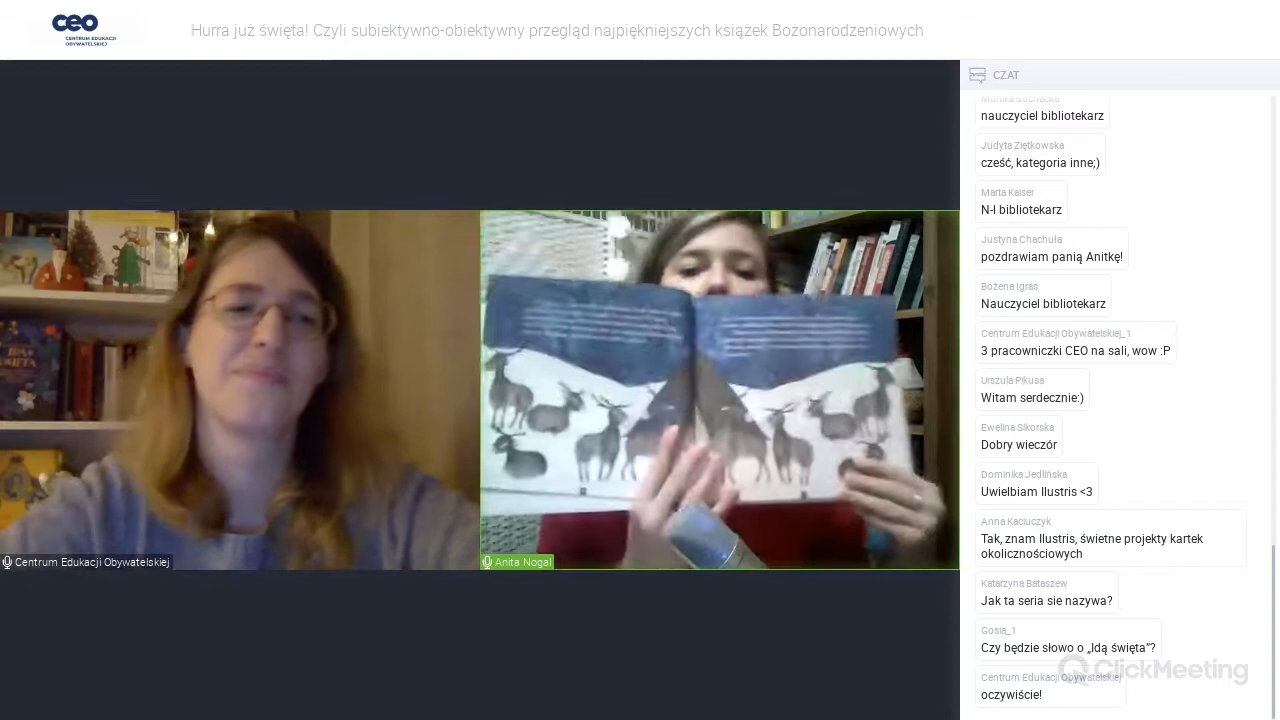 ceo
CENTRUM EDUKACJI
OBYWATELSKIEJ
Hurra już święta! Czyli subiektywno-obiektywny przegląd najpiękniejszych książek Bożonarodzeniowych
CZAT
Monika Sochacka
nauczyciel bibliotekarz
Judyta Ziętkowska
cześć, kategoria inne;)
Marta Kaiser
N-l bibliotekarz
Justyna Chachuła
pozdrawiam panią Anitkę!
Bożena Igras
Nauczyciel bibliotekarz
Centrum Edukacji Obywatelskiej_1
3 pracowniczki CEO na sali, wow :P
Urszula Pikusa
Witam serdecznie:)
Ewelina Sikorska
Dobry wieczór
Dominika Jedlińska
Uwielbiam Ilustris <3
Anna Kaciuczyk
Tak, znam Ilustris, świetne projekty kartek
okolicznościowych
Katarzyna Bataszew
Jak ta seria sie nazywa?
Gosia_1
Czy będzie słowo o „Idą święta”?
Centrum Edukacji Obywatelskiej
oczywiście!
ClickMeeting
IDĄ
ŚWIĘTA
Centrum Edukacji Obywatelskiej
Anita Nogal